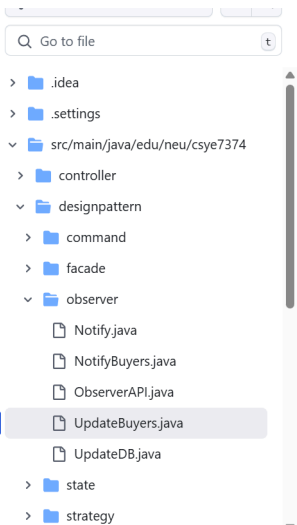 Go to file
t
.idea
.settings
src/main/java/edu/neu/csye7374
controller
designpattern
command
facade
observer
Notify.java
NotifyBuyers.java
ObserverAPI.java
UpdateBuyers.java
UpdateDB.java
state
strategy